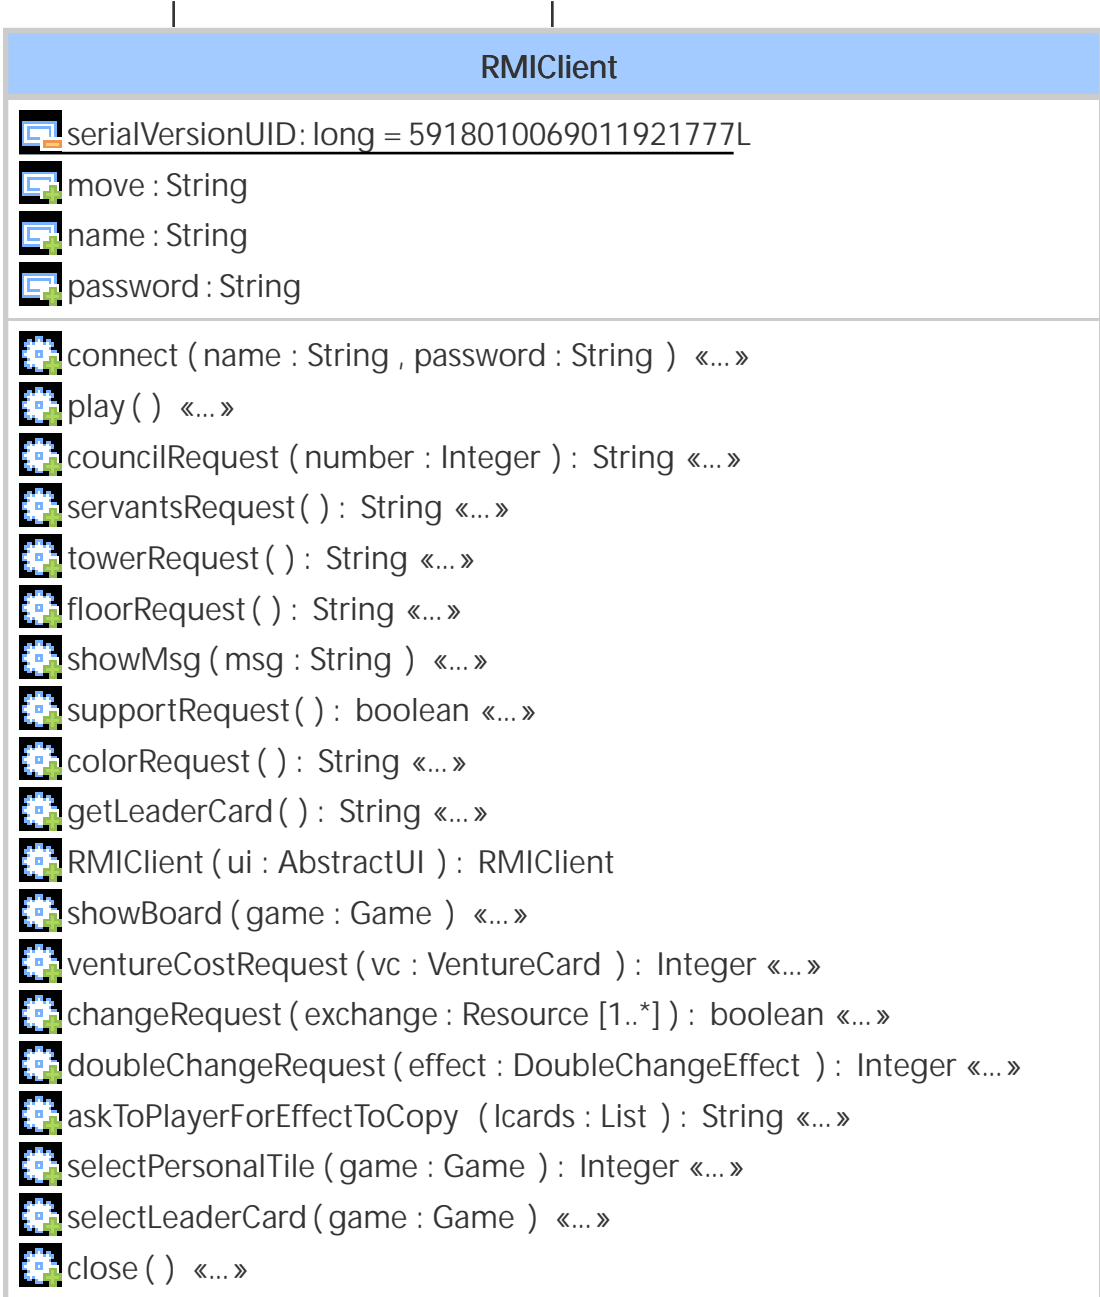 RMIClient
serialVersionUID: long = 5918010069011921777L
move : String
name : String
password : String
connect ( name : String , password : String ) «...»
play ( ) «...»
councilRequest ( number : Integer ) : String «...»
servantsRequest ( ) : String «...»
towerRequest ( ) : String «...»
floorRequest ( ) : String «...»
showMsg ( msg : String ) «...»
supportRequest ( ) : boolean «...»
colorRequest ( ) : String «...»
getLeaderCard ( ) : String «...»
RMIClient ( ui : AbstractUI ) : RMIClient
showBoard ( game : Game ) «...»
ventureCostRequest ( vc : VentureCard ) : Integer «...»
changeRequest ( exchange : Resource [1..*] ) : boolean «...»
doubleChangeRequest ( effect : DoubleChangeEffect ) : Integer «...»
askToPlayerForEffectToCopy ( lcards : List ) : String «...»
selectPersonalTile ( game : Game ) : Integer «...»
selectLeaderCard ( game : Game ) «...»
close ( ) «...»